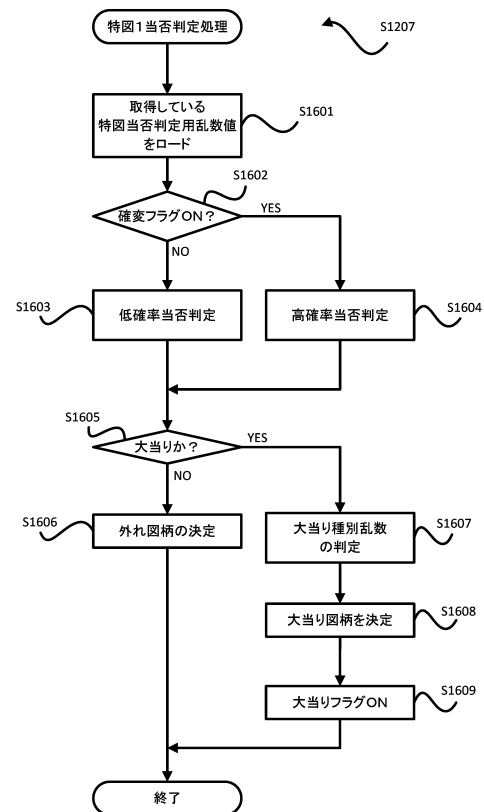 特図１当否判定処理
S1207
取得している
特図当否判定用乱数値
をロード
S1601
S1602
確変フラグＯＮ？
YES
NO
S1603
低確率当否判定
高確率当否判定
S1604
S1605
大当りか？
YES
NO
S1606
外れ図柄の決定
大当り種別乱数
の判定
S1607
大当り図柄を決定
S1608
大当りフラグＯＮ
S1609
終了